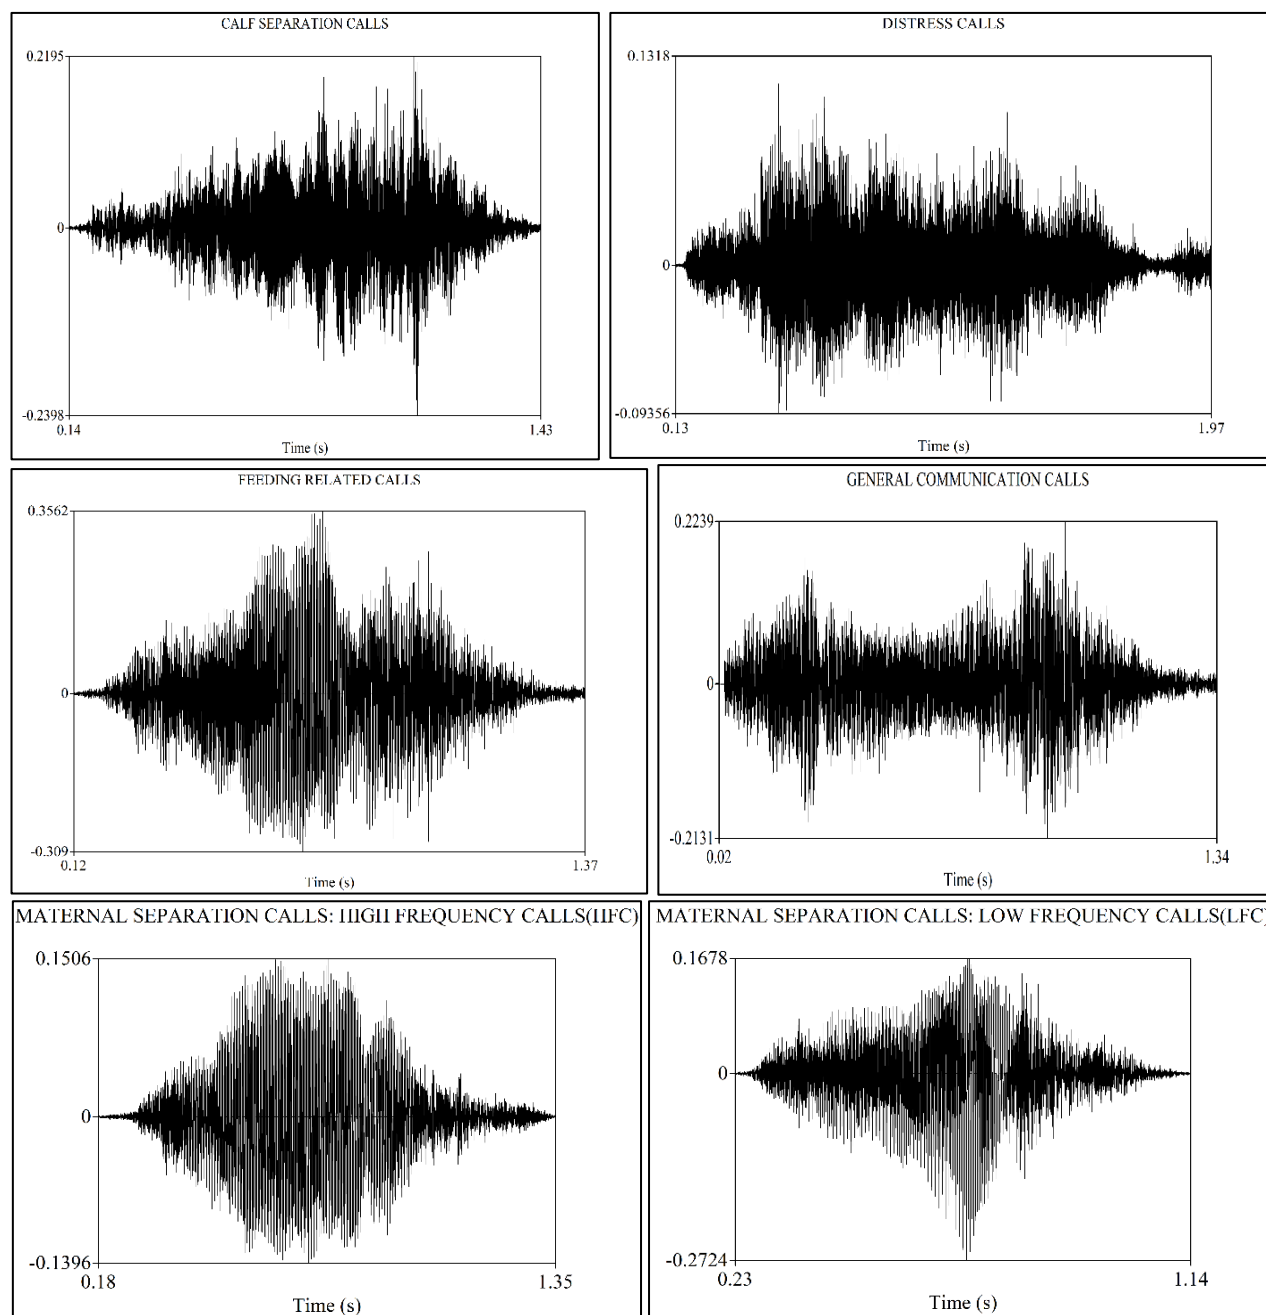 CALF SEPARATION CALLS
0.2195
0
-0.2398
0.14
1.43
Time (s)
DISTRESS CALLS
0.1318
0
-0.09356
0.13
1.97
Time (s)
FEEDING RELATED CALLS
0.3562
0
-0.309
0.12
1.37
Time (s)
GENERAL COMMUNICATION CALLS
0.2239
0
-0.2131
0.02
1.34
Time (s)
MATERNAL SEPARATION CALLS: HIGH FREQUENCY CALLS(HFC)
0.1506
0
-0.1396
0.18
1.35
Time (s)
MATERNAL SEPARATION CALLS: LOW FREQUENCY CALLS(LFC)
0.1678
0
-0.2724
0.23
1.14
Time (s)